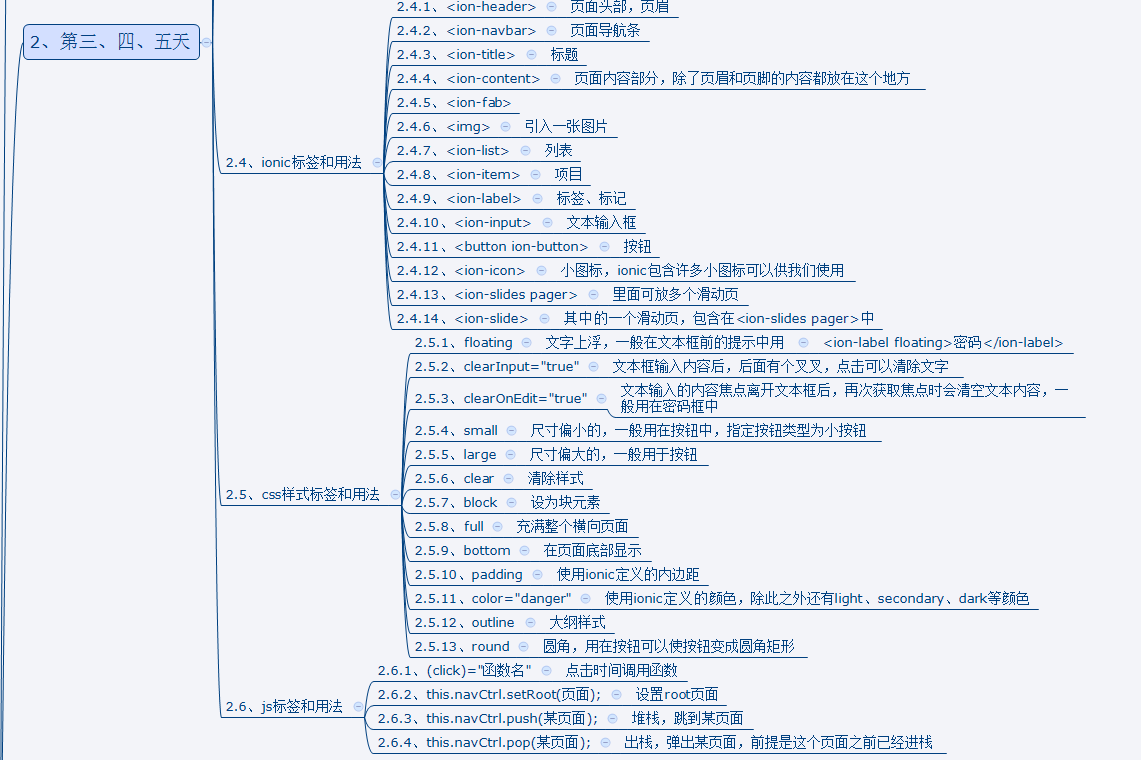 2、第三、四、五天
2.4、ionic标签和用法
2.4.1、<ion-header> 页面头部，页眉
2.4.2、<ion-navbar> 页面导航条
2.4.3、<ion-title> 标题
2.4.4、<ion-content> 页面内容部分，除了页眉和页脚的内容都放在这个地方
2.4.5、<ion-fab>
2.4.6、<img> 引入一张图片
2.4.7、<ion-list> 列表
2.4.8、<ion-item> 项目
2.4.9、<ion-label> 标签、标记
2.4.10、<ion-input> 文本输入框
2.4.11、<button ion-button> 按钮
2.4.12、<ion-icon> 小图标，ionic包含许多小图标可以供我们使用
2.4.13、<ion-slides pager> 里面可放多个滑动页
2.4.14、<ion-slide> 其中的一个滑动页，包含在<ion-slides pager>中
2.5、css样式标签和用法
2.5.1、floating 文字上浮，一般在文本框前的提示中用 <ion-label floating>密码</ion-label>
2.5.2、clearInput="true" 文本框输入内容后，后面有个叉叉，点击可以清除文字
2.5.3、clearOnEdit="true" 文本输入的内容焦点离开文本框后，再次获取焦点时会清空文本内容，一
般用在密码框中
2.5.4、small 尺寸偏小的，一般用在按钮中，指定按钮类型为小按钮
2.5.5、large 尺寸偏大的，一般用于按钮
2.5.6、clear 清除样式
2.5.7、block 设为块元素
2.5.8、full 充满整个横向页面
2.5.9、bottom 在页面底部显示
2.5.10、padding 使用ionic定义的内边距
2.5.11、color="danger" 使用ionic定义的颜色，除此之外还有light、secondary、dark等颜色
2.5.12、outline 大纲样式
2.5.13、round 圆角，用在按钮可以使按钮变成圆角矩形
2.6、js标签和用法
2.6.1、(click)="函数名" 点击时间调用函数
2.6.2、this.navCtrl.setRoot(页面); 设置root页面
2.6.3、this.navCtrl.push(某页面); 堆栈，跳到某页面
2.6.4、this.navCtrl.pop(某页面); 出栈，弹出某页面，前提是这个页面之前已经进栈